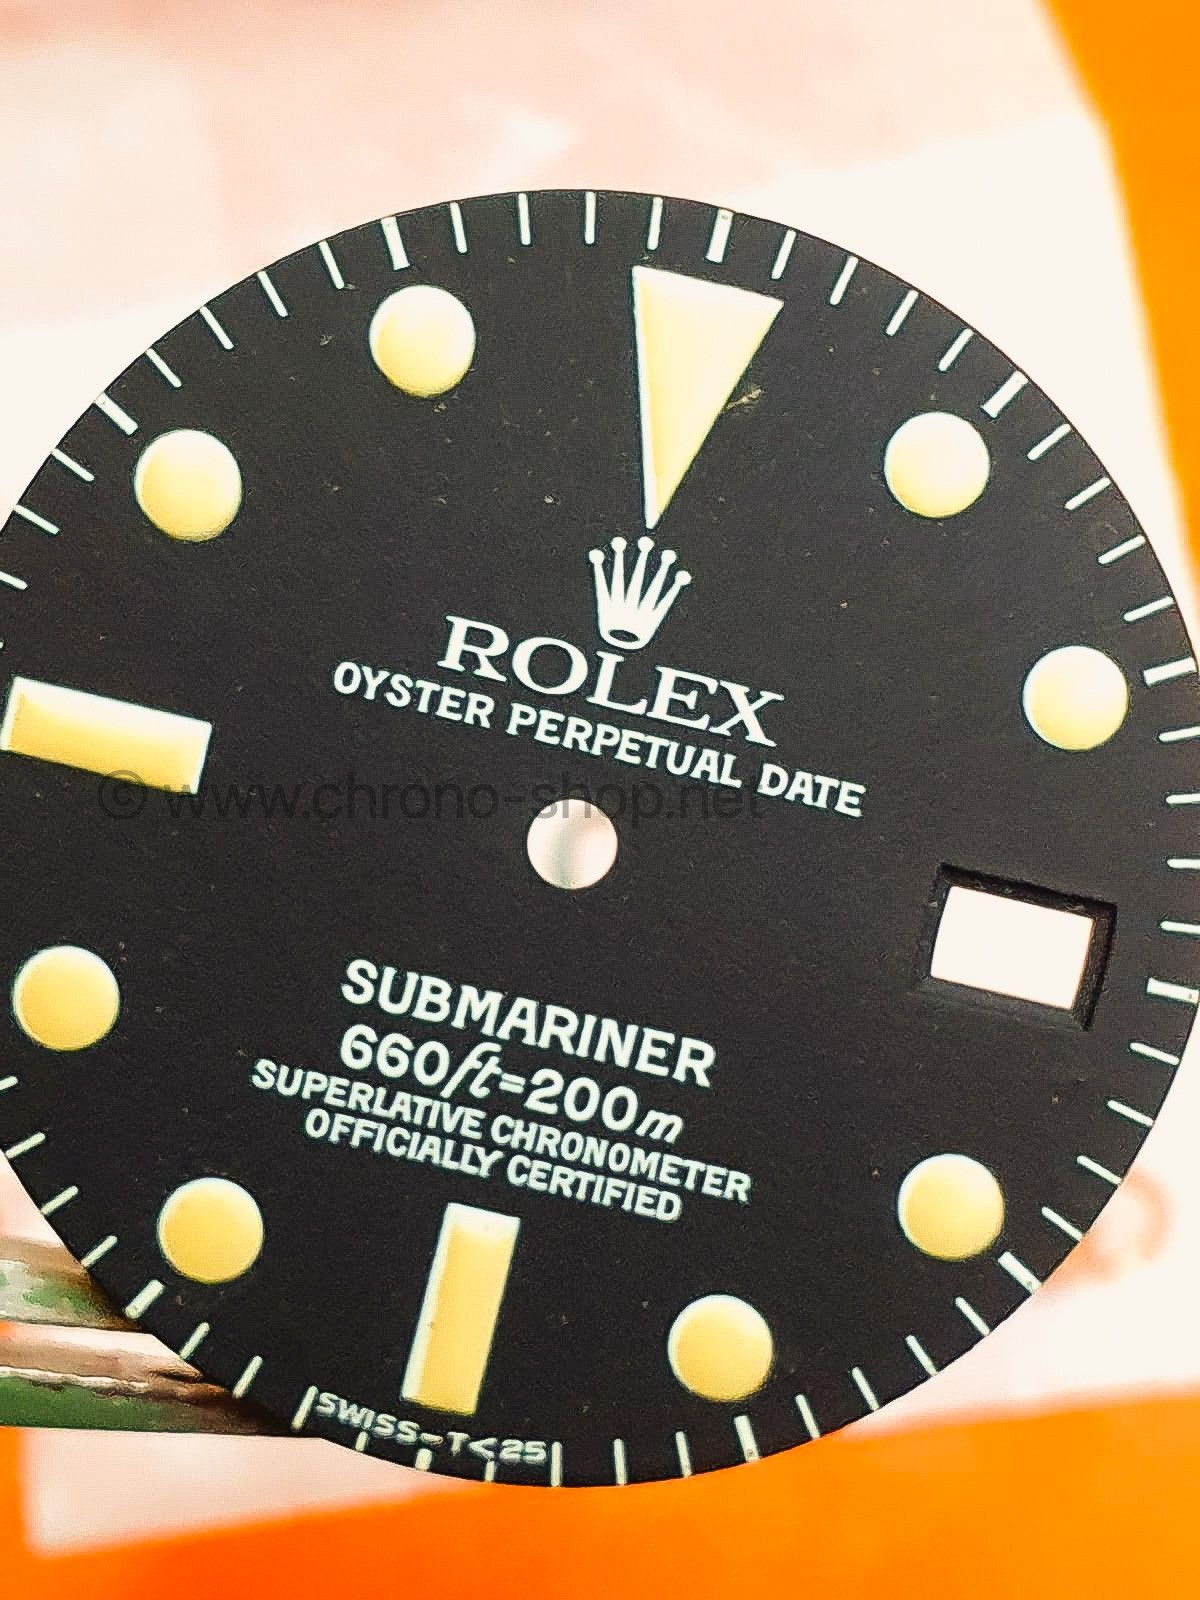 ROLEX
OYSTER PERPETUAL DATE
© www.chrono-shop.net
SUBMARINER
660ft=200m
SUPERLATIVE CHRONOMETER
OFFICIALLY CERTIFIED
SWISS-T<25